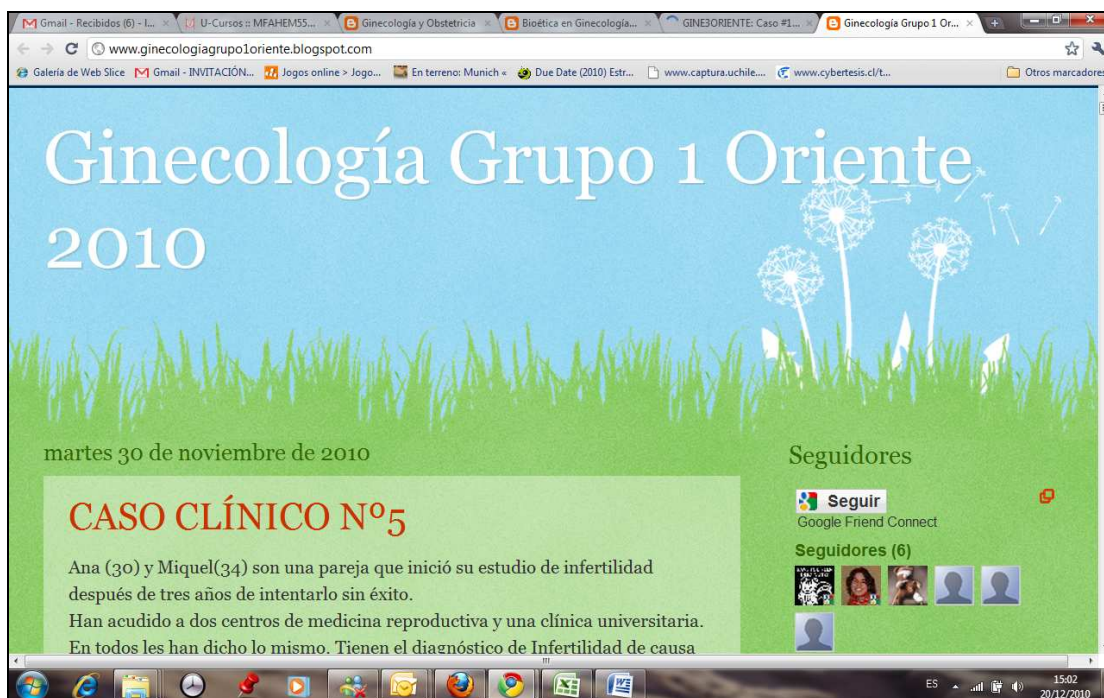 Gmail - Recibidos (6) - l...
U-Cursos :: MFAHEM55...
Ginecología y Obstetricia
Bioética en Ginecología...
GINE3ORIENTE: Caso #1...
Ginecología Grupo 1 Or...
www.ginecologiagrupo1oriente.blogspot.com
Galería de Web Slice
Gmail - INVITACIÓN...
Jogos online > Jogo...
En terreno: Munich «
Due Date (2010) Estr...
www.captura.uchile....
www.cybertesis.cl/t...
Otros marcadores
Ginecología Grupo 1 Oriente
2010
martes 30 de noviembre de 2010
CASO CLÍNICO Nº5
Ana (30) y Miquel(34) son una pareja que inició su estudio de infertilidad
después de tres años de intentarlo sin éxito.
Han acudido a dos centros de medicina reproductiva y una clínica universitaria.
En todos les han dicho lo mismo. Tienen el diagnóstico de Infertilidad de causa
Seguidores
Seguir
Google Friend Connect
Seguidores (6)
ES
15:02
20/12/2010